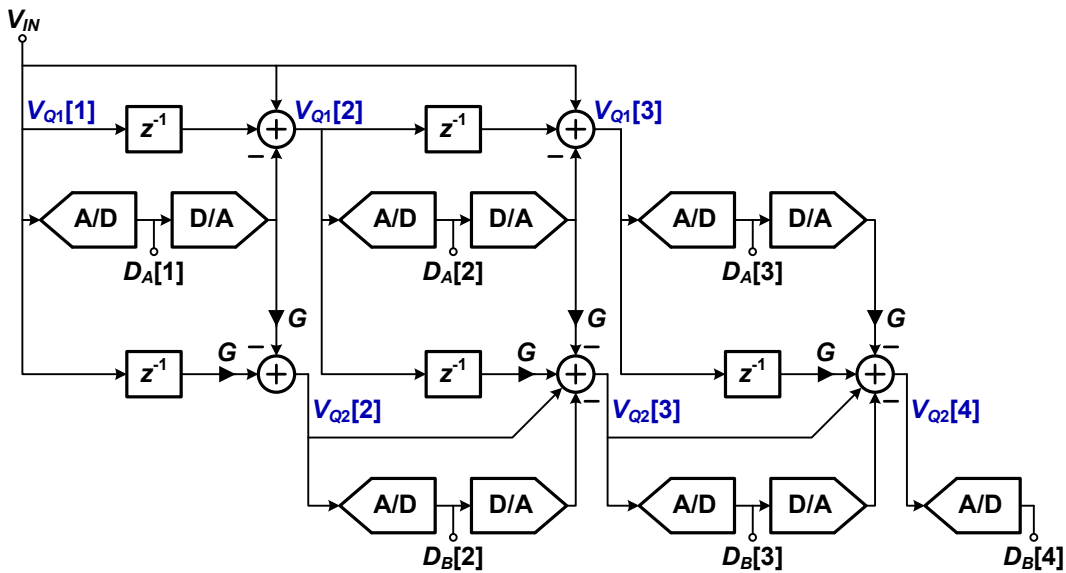 V_IN
V_Q1[1]
z⁻¹
+
−
V_Q1[2]
z⁻¹
+
−
V_Q1[3]
A/D
D/A
A/D
D/A
A/D
D/A
D_A[1]
D_A[2]
D_A[3]
G
G
G
−
−
−
z⁻¹
G
+
z⁻¹
G
+
z⁻¹
G
+
−
−
V_Q2[2]
V_Q2[3]
V_Q2[4]
A/D
D/A
A/D
D/A
A/D
D_B[2]
D_B[3]
D_B[4]